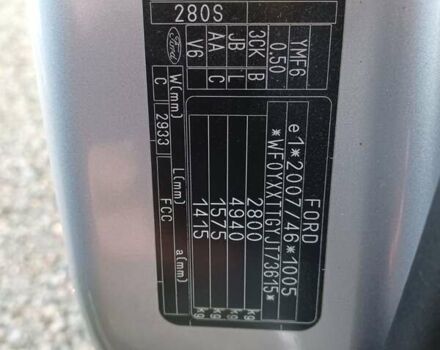 FORD
e1*2007/46*1005
*WF0YXXTTGYJT73615*
2800 kg
4940 kg
1575 kg
1415 kg
YMF6
0.50
3CK B
JB L
AA C
V6
280S
Ford
W(mm) L(mm) a(mm)
C 2933 FCC